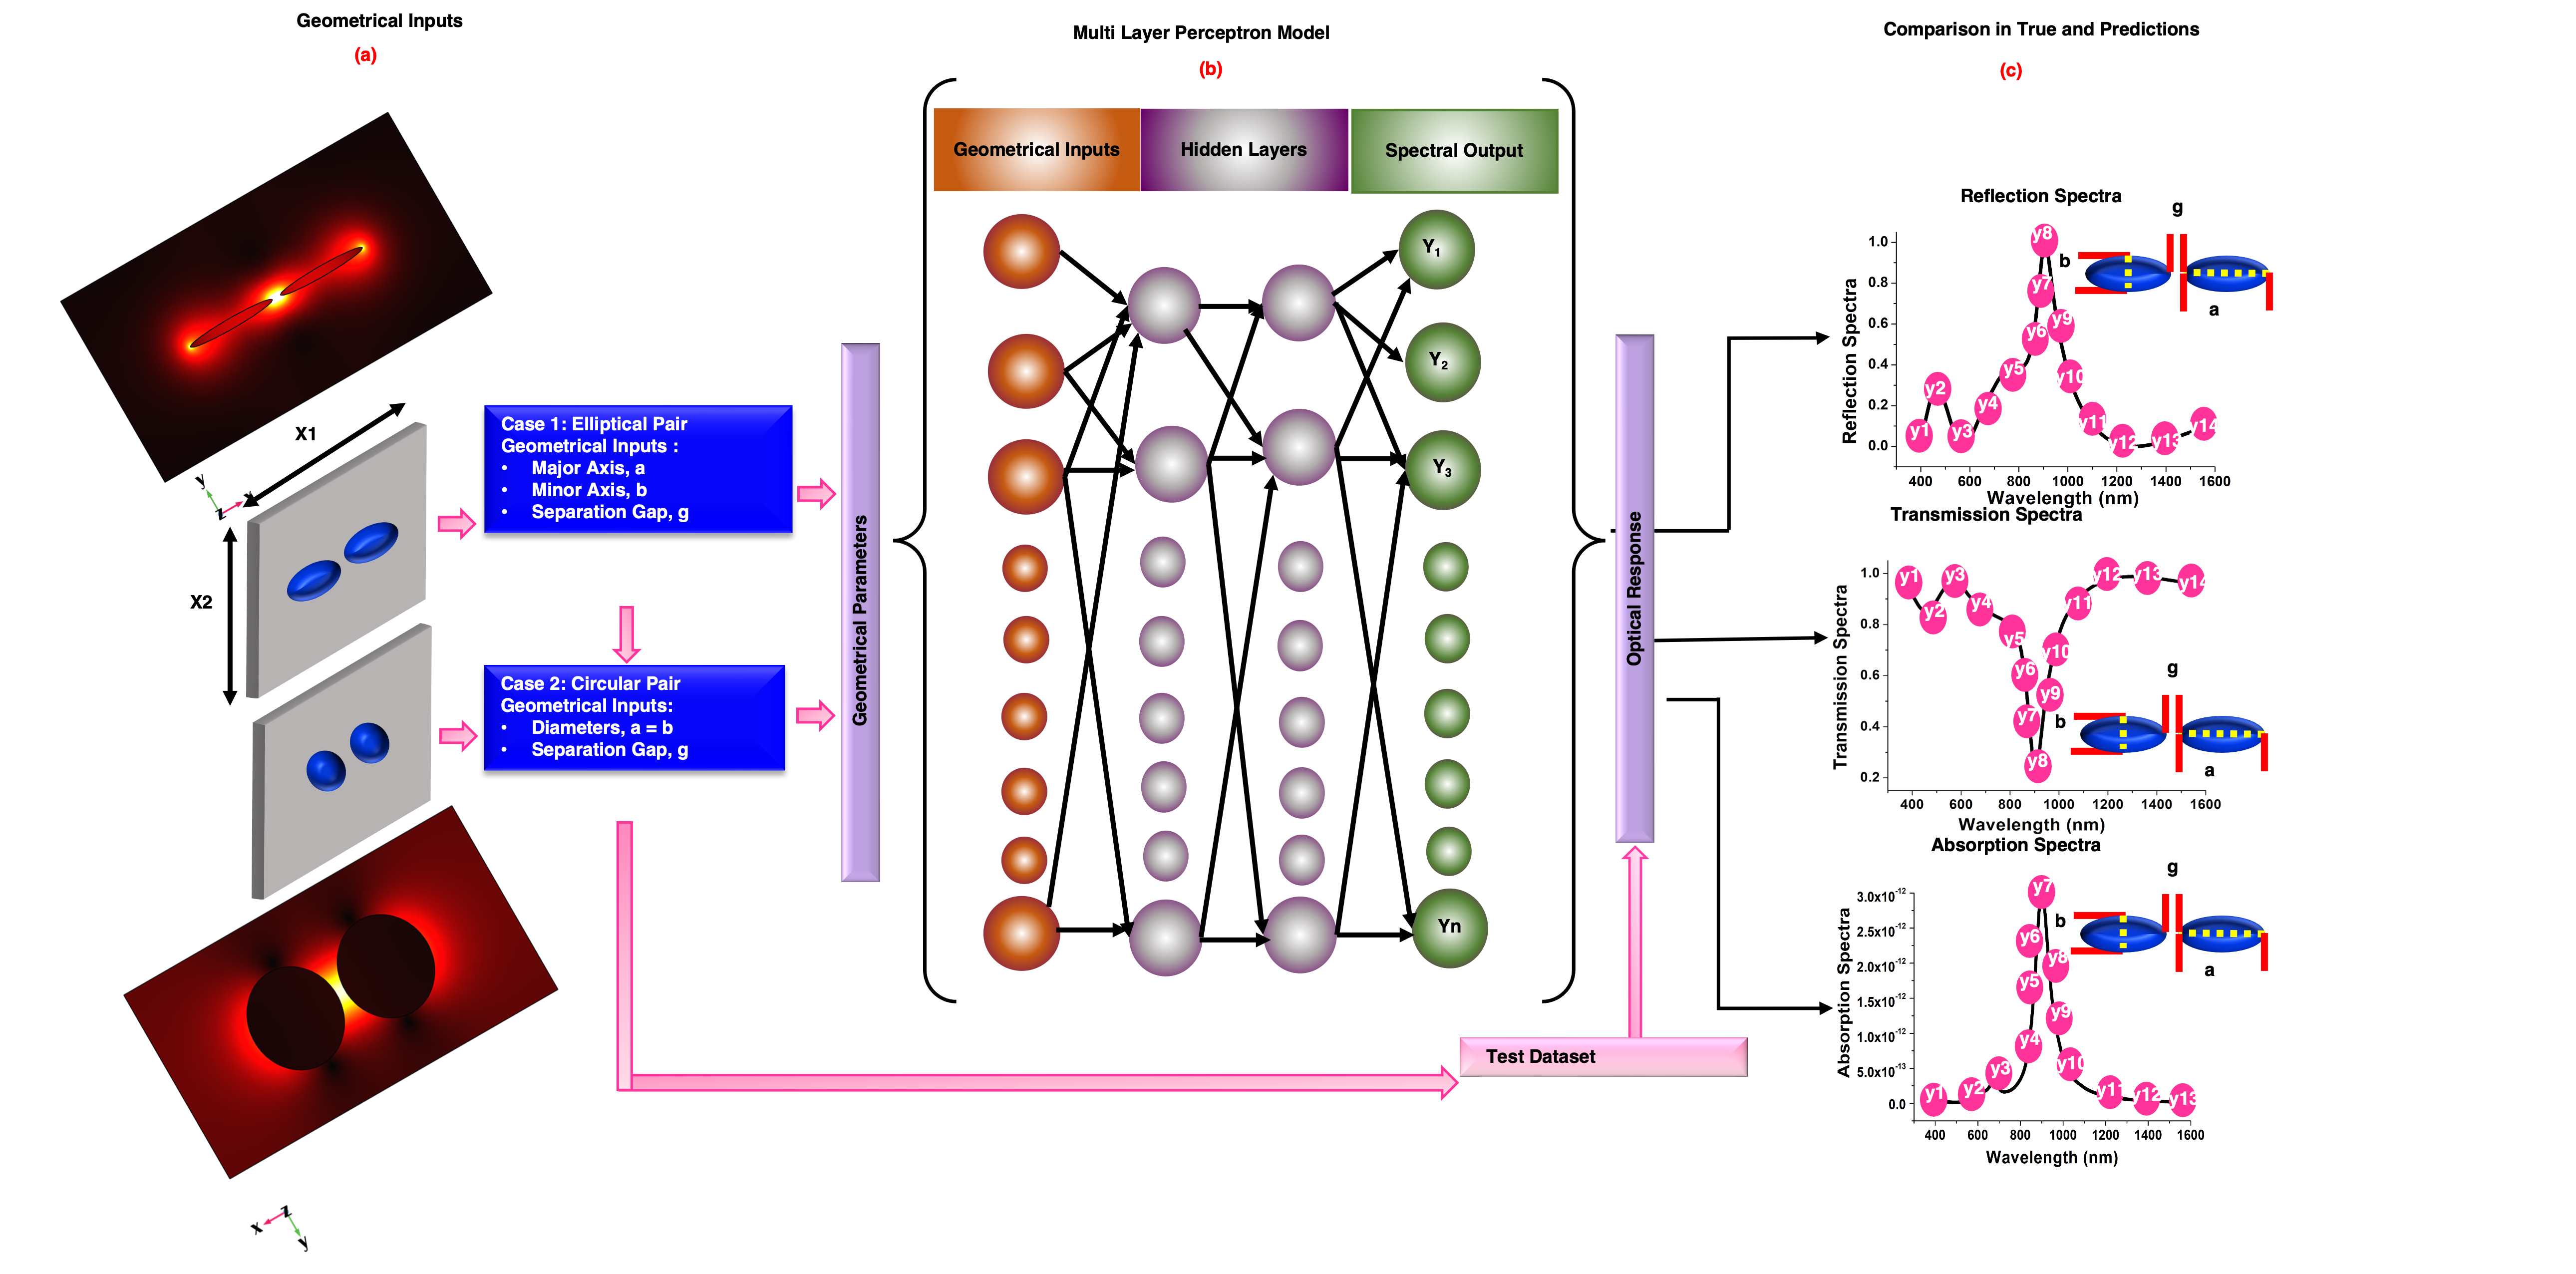 Geometrical Inputs
(a)
X1
y
z
X2
Case 1: Elliptical Pair
Geometrical Inputs :
• Major Axis, a
• Minor Axis, b
• Separation Gap, g
Case 2: Circular Pair
Geometrical Inputs:
• Diameters, a = b
• Separation Gap, g
x
z
y
Geometrical Parameters
Multi Layer Perceptron Model
(b)
Geometrical Inputs
Hidden Layers
Spectral Output
Y1
Y2
Y3
Yn
Optical Response
Test Dataset
Comparison in True and Predictions
(c)
Reflection Spectra
g
b
a
Reflection Spectra
1.0
0.8
0.6
0.4
0.2
0.0
y1
y2
y3
y4
y5
y6
y7
y8
y9
y10
y11
y12
y13
y14
400 600 800 1000 1200 1400 1600
Wavelength (nm)
Transmission Spectra
Transmission Spectra
1.0
0.8
0.6
0.4
0.2
y1
y2
y3
y4
y5
y6
y7
y8
y9
y10
y11
y12
y13
y14
g
b
a
400 600 800 1000 1200 1400 1600
Wavelength (nm)
Absorption Spectra
g
b
a
Absorption Spectra
3.0x10-12
2.5x10-12
2.0x10-12
1.5x10-12
1.0x10-12
5.0x10-13
0.0
y1
y2
y3
y4
y5
y6
y7
y8
y9
y10
y11
y12
y13
400 600 800 1000 1200 1400 1600
Wavelength (nm)